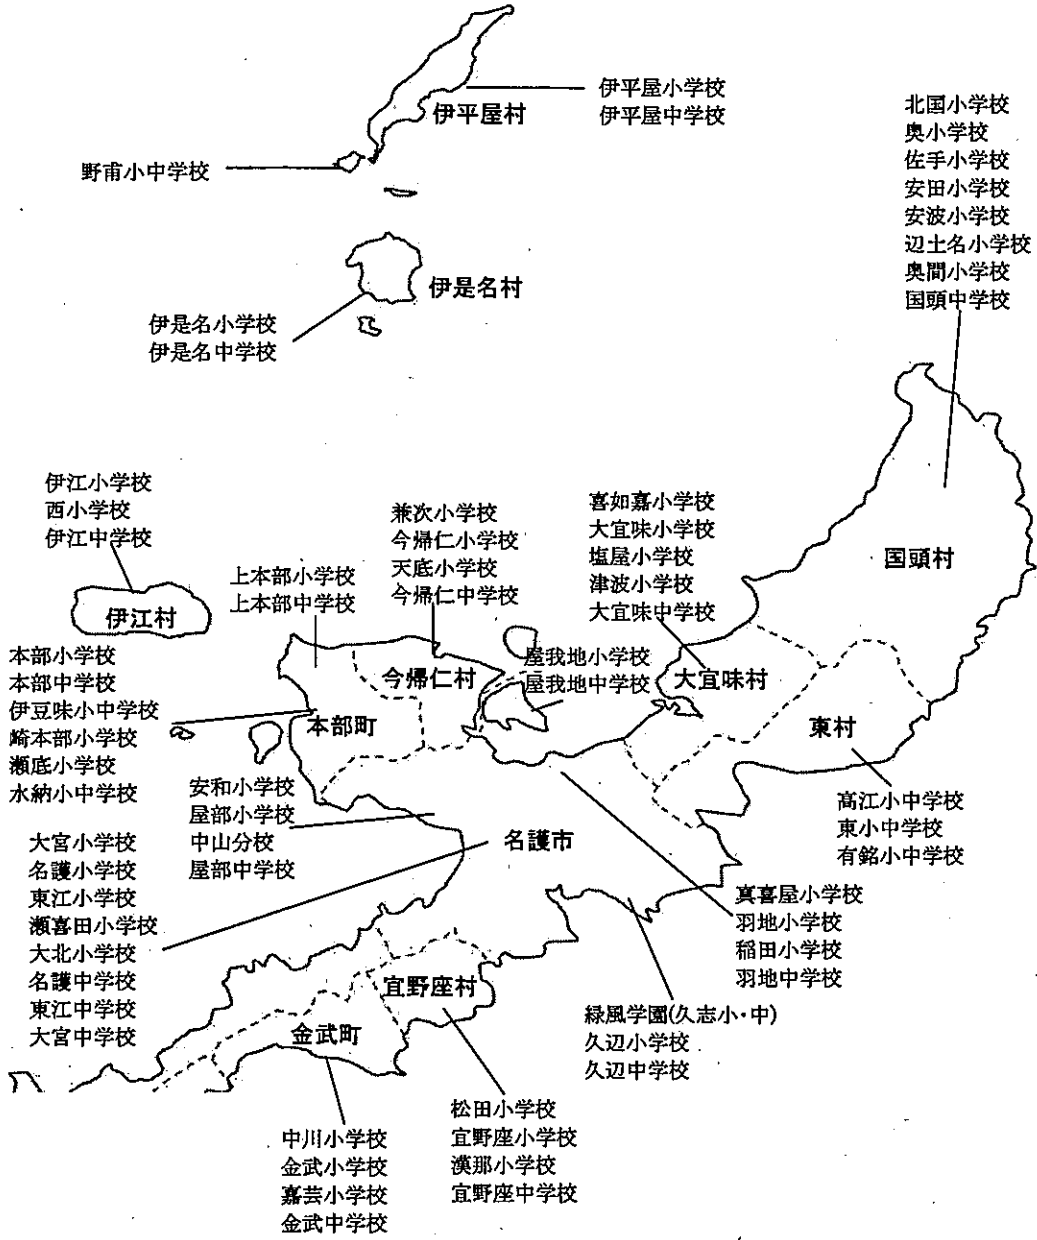 伊平屋小学校
伊平屋中学校
伊平屋村
野甫小中学校
伊是名村
伊是名小学校
伊是名中学校
北国小学校
奥小学校
佐手小学校
安田小学校
安波小学校
辺土名小学校
奥間小学校
国頭中学校
国頭村
伊江小学校
西小学校
伊江中学校
伊江村
上本部小学校
上本部中学校
兼次小学校
今帰仁小学校
天底小学校
今帰仁中学校
今帰仁村
喜如嘉小学校
大宜味小学校
塩屋小学校
津波小学校
大宜味中学校
大宜味村
屋我地小学校
屋我地中学校
本部小学校
本部中学校
伊豆味小中学校
崎本部小学校
瀬底小学校
水納小中学校
本部町
東村
高江小中学校
東小中学校
有銘小中学校
安和小学校
屋部小学校
中山分校
屋部中学校
名護市
大宮小学校
名護小学校
東江小学校
瀬喜田小学校
大北小学校
名護中学校
東江中学校
大宮中学校
真喜屋小学校
羽地小学校
稲田小学校
羽地中学校
緑風学園(久志小・中)
久辺小学校
久辺中学校
宜野座村
金武町
松田小学校
宜野座小学校
漢那小学校
宜野座中学校
中川小学校
金武小学校
嘉芸小学校
金武中学校